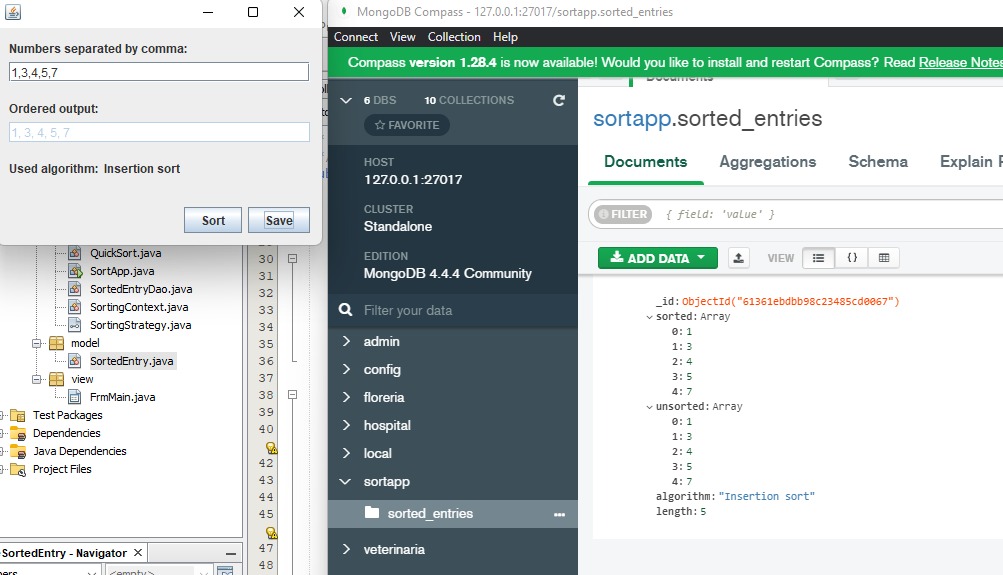 Numbers separated by comma:
1,3,4,5,7
Ordered output:
1, 3, 4, 5, 7
Used algorithm: Insertion sort
Sort
Save
QuickSort.java
SortApp.java
SortedEntryDao.java
SortingContext.java
SortingStrategy.java
model
SortedEntry.java
view
FrmMain.java
Test Packages
Dependencies
Java Dependencies
Project Files
SortedEntry - Navigator
<empty>
30
31
32
33
34
35
36
37
38
39
40
42
43
44
45
47
48
MongoDB Compass - 127.0.0.1:27017/sortapp.sorted_entries
Connect View Collection Help
Compass version 1.28.4 is now available! Would you like to install and restart Compass? Read Release Notes
6 DBS 10 COLLECTIONS
FAVORITE
HOST
127.0.0.1:27017
CLUSTER
Standalone
EDITION
MongoDB 4.4.4 Community
Filter your data
admin
config
floreria
hospital
local
sortapp
sorted_entries
veterinaria
Documents
sortapp.sorted_entries
Documents Aggregations Schema Explain
FILTER { field: 'value' }
ADD DATA VIEW {}
_id: ObjectId("61361ebdbb98c23485cd0067")
sorted: Array
0: 1
1: 3
2: 4
3: 5
4: 7
unsorted: Array
0: 1
1: 3
2: 4
3: 5
4: 7
algorithm: "Insertion sort"
length: 5